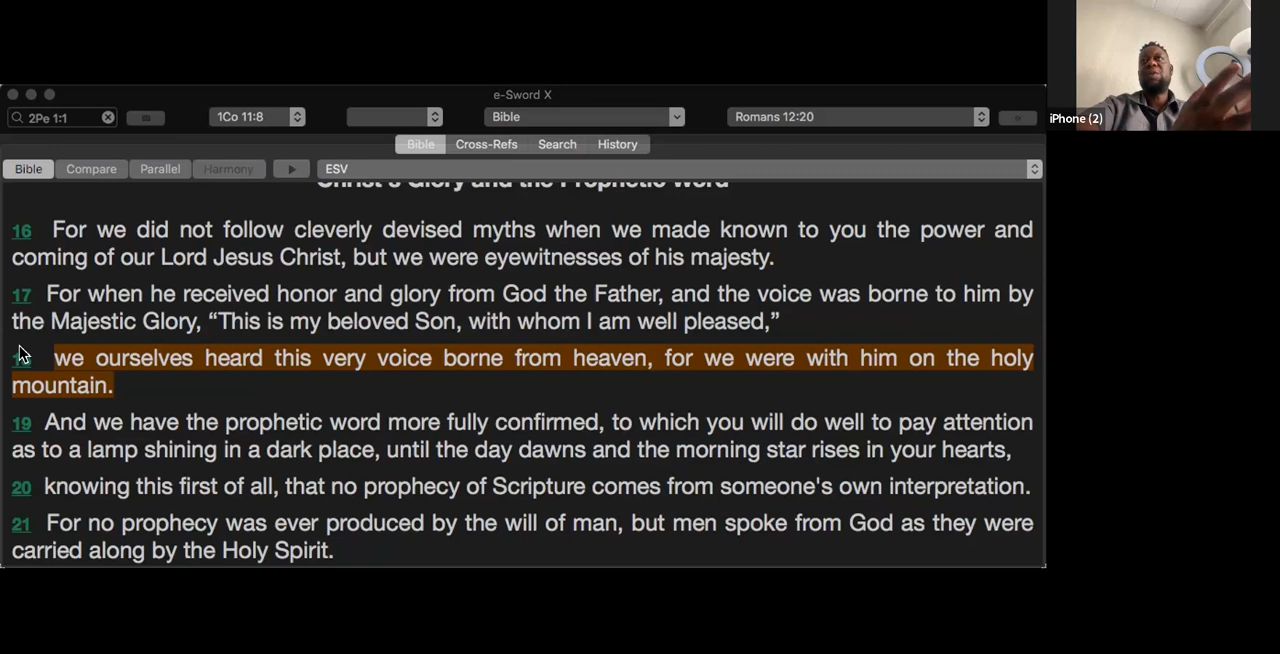 e-Sword X
2Pe 1:1
1Co 11:8
Bible
Romans 12:20
iPhone (2)
Bible Cross-Refs Search History
Bible Compare Parallel Harmony ESV
Christ's Glory and the Prophetic Word
16 For we did not follow cleverly devised myths when we made known to you the power and
coming of our Lord Jesus Christ, but we were eyewitnesses of his majesty.
17 For when he received honor and glory from God the Father, and the voice was borne to him by
the Majestic Glory, “This is my beloved Son, with whom I am well pleased,”
we ourselves heard this very voice borne from heaven, for we were with him on the holy
mountain.
19 And we have the prophetic word more fully confirmed, to which you will do well to pay attention
as to a lamp shining in a dark place, until the day dawns and the morning star rises in your hearts,
20 knowing this first of all, that no prophecy of Scripture comes from someone's own interpretation.
21 For no prophecy was ever produced by the will of man, but men spoke from God as they were
carried along by the Holy Spirit.